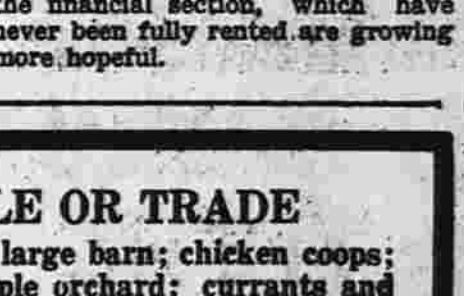 the financial section, which have
never been fully rented are growing
more hopeful.
LE OR TRADE
large barn; chicken coops;
ple orchard; currants and